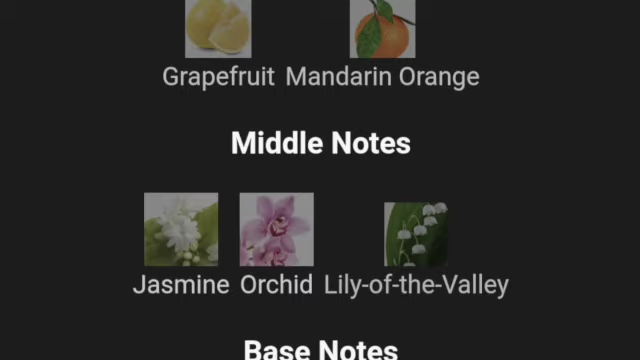 Grapefruit Mandarin Orange
Middle Notes
Jasmine Orchid Lily-of-the-Valley
Base Notes